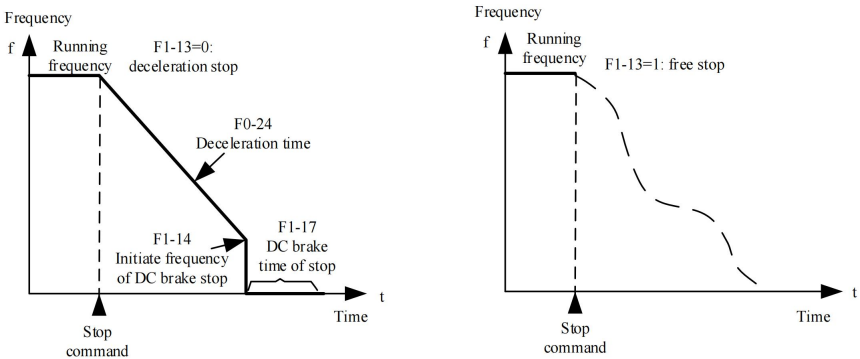 Frequency
f
Running
frequency
F1-13=0:
deceleration stop
F0-24
Deceleration time
F1-14
Initiate frequency
of DC brake stop
F1-17
DC brake
time of stop
t
Time
Stop
command
Frequency
f
Running
frequency
F1-13=1: free stop
t
Time
Stop
command